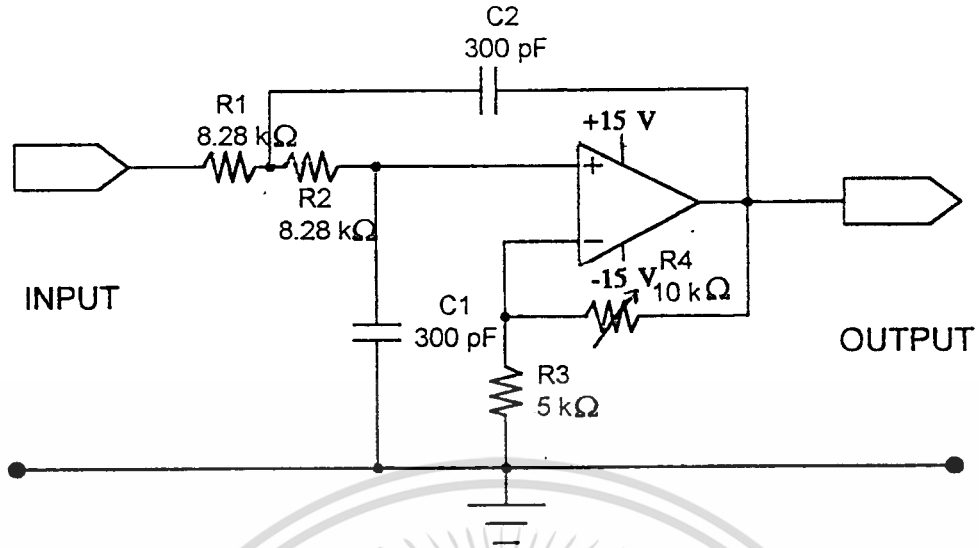 C2
300 pF
R1
8.28 kΩ
+15 V
+
R2
8.28 kΩ
−
-15 V
R4
10 kΩ
INPUT
C1
300 pF
OUTPUT
R3
5 kΩ